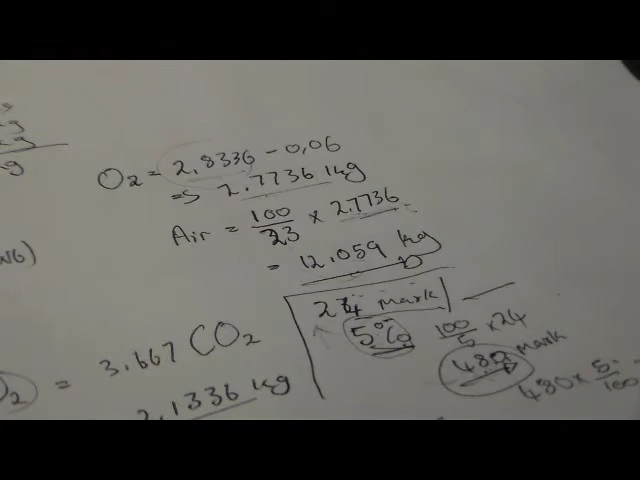 kg
O₂ = 2.8336 - 0.06
=> 2.7736 kg
Air = 100/23 × 2.7736
= 12.059 kg
24 mark
5% 100/5 × 24
480 mark
480 × 5/100
= 3.667 CO₂
2.1336 kg